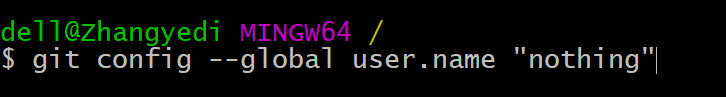 dell@Zhangyedi MINGW64 /
$ git config --global user.name "nothing"